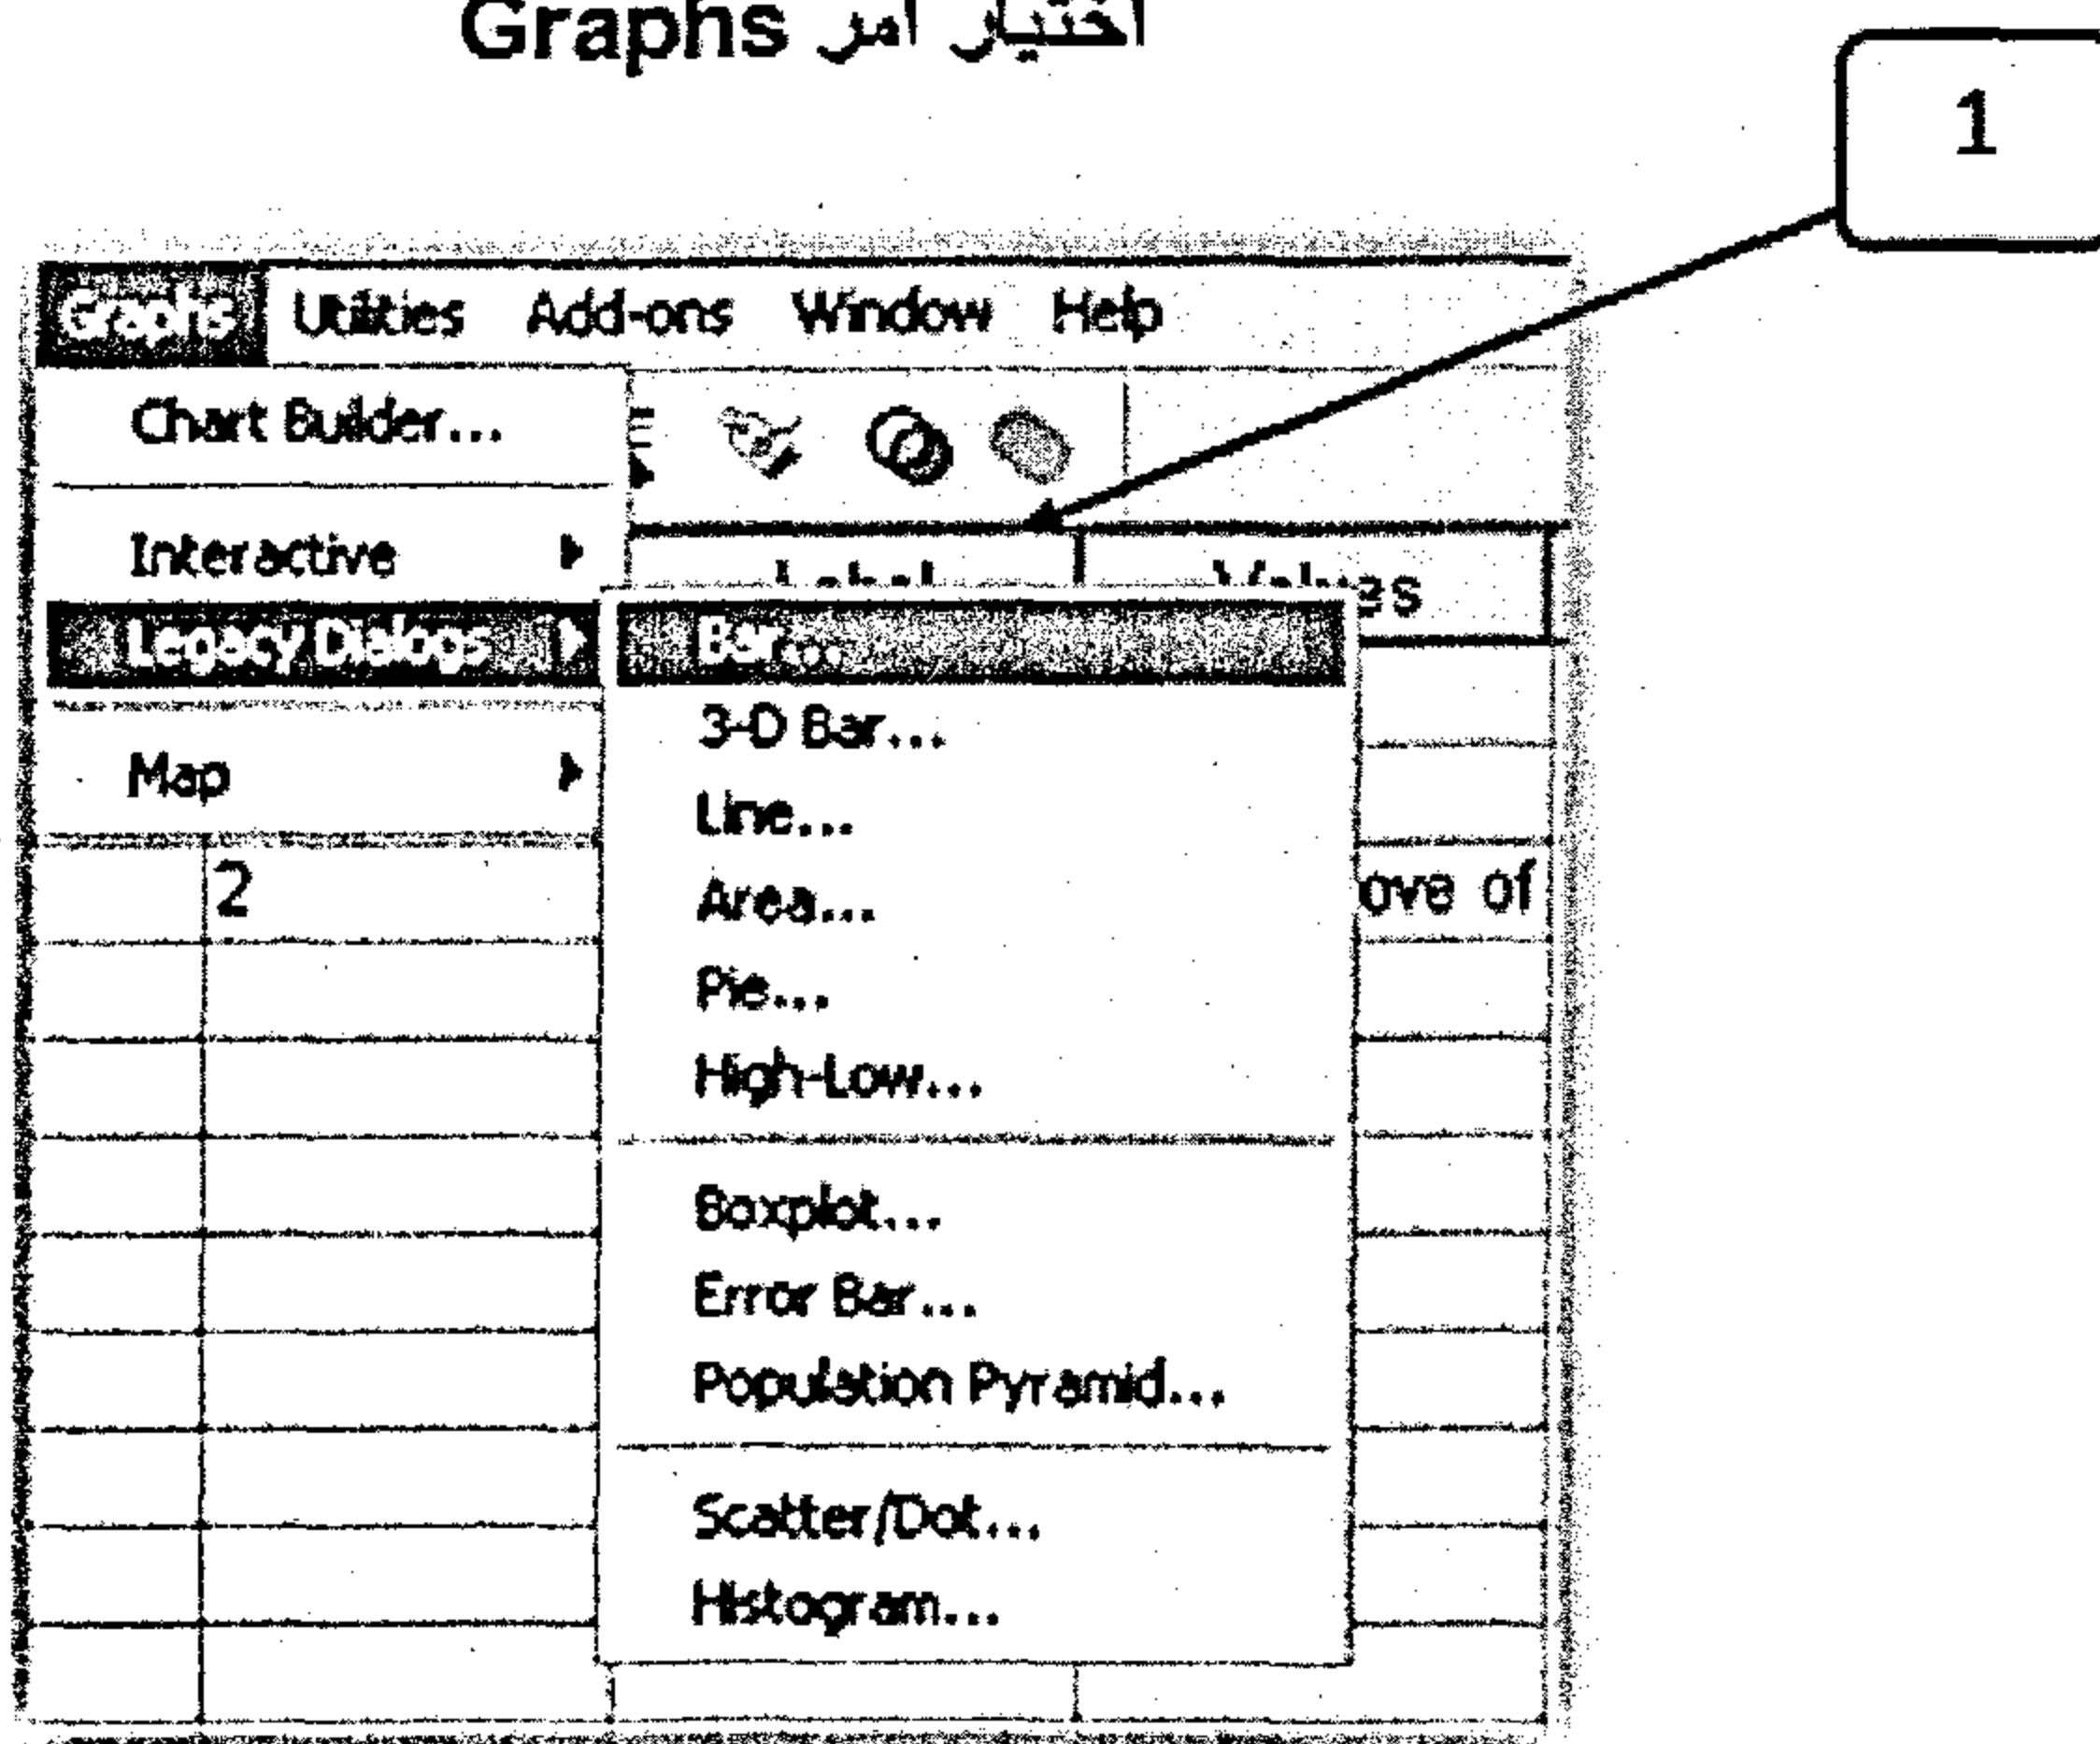 اختيار امر Graphs
1
Graphs Utilities Add-ons Window Help
Chart Builder...
Interactive
Legacy Dialogs
Map
Bar...
3-D Bar...
Line...
Area...
Pie...
High-Low...
Boxplot...
Error Bar...
Population Pyramid...
Scatter/Dot...
Histogram...
2
ove of